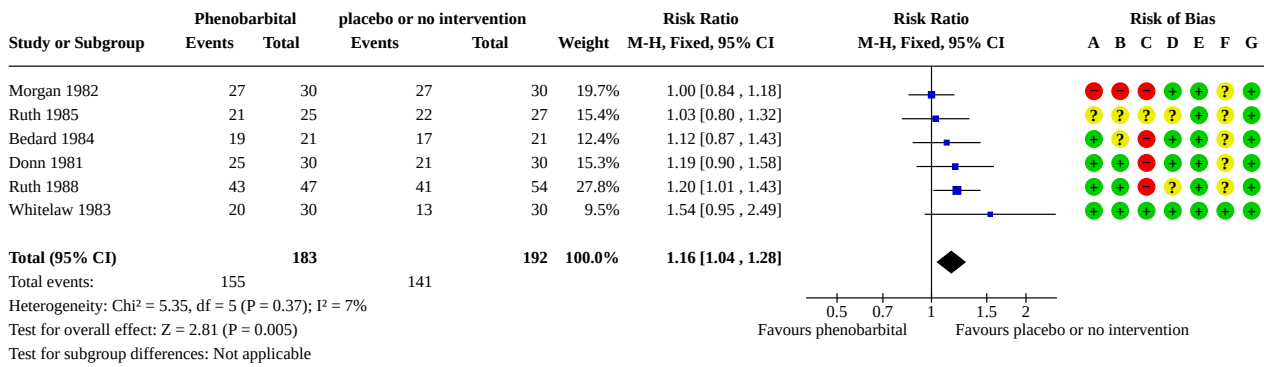 Phenobarbital placebo or no intervention Risk Ratio Risk Ratio Risk of Bias
Study or Subgroup Events Total Events Total Weight M-H, Fixed, 95% CI M-H, Fixed, 95% CI A B C D E F G
Morgan 1982 27 30 27 30 19.7% 1.00 [0.84 , 1.18] − − − + + ? +
Ruth 1985 21 25 22 27 15.4% 1.03 [0.80 , 1.32] ? ? ? ? + ? +
Bedard 1984 19 21 17 21 12.4% 1.12 [0.87 , 1.43] + ? − + + ? +
Donn 1981 25 30 21 30 15.3% 1.19 [0.90 , 1.58] + + − + + ? +
Ruth 1988 43 47 41 54 27.8% 1.20 [1.01 , 1.43] + + − ? + ? +
Whitelaw 1983 20 30 13 30 9.5% 1.54 [0.95 , 2.49] + + + + + + +
Total (95% CI) 183 192 100.0% 1.16 [1.04 , 1.28]
Total events: 155 141
Heterogeneity: Chi² = 5.35, df = 5 (P = 0.37); I² = 7%
0.5 0.7 1 1.5 2
Test for overall effect: Z = 2.81 (P = 0.005) Favours phenobarbital Favours placebo or no intervention
Test for subgroup differences: Not applicable